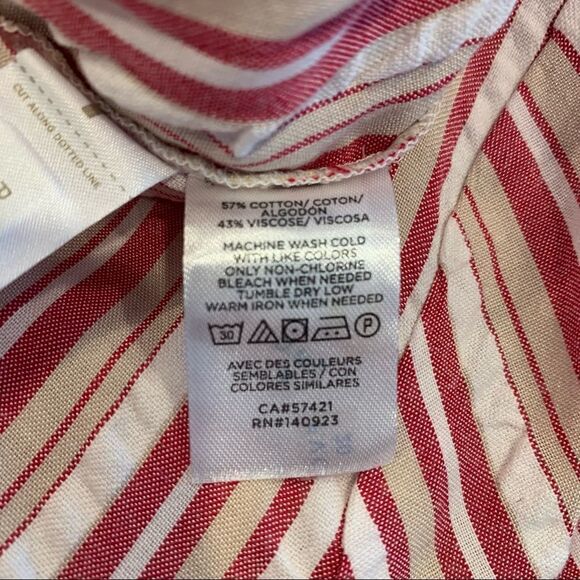 CUT ALONG DOTTED LINE
57% COTTON/ COTON/
ALGODON
43% VISCOSE/ VISCOSA
MACHINE WASH COLD
WITH LIKE COLORS
ONLY NON-CHLORINE
BLEACH WHEN NEEDED
TUMBLE DRY LOW
WARM IRON WHEN NEEDED
30 P
AVEC DES COULEURS
SEMBLABLES / CON
COLORES SIMILARES
CA#57421
RN#140923